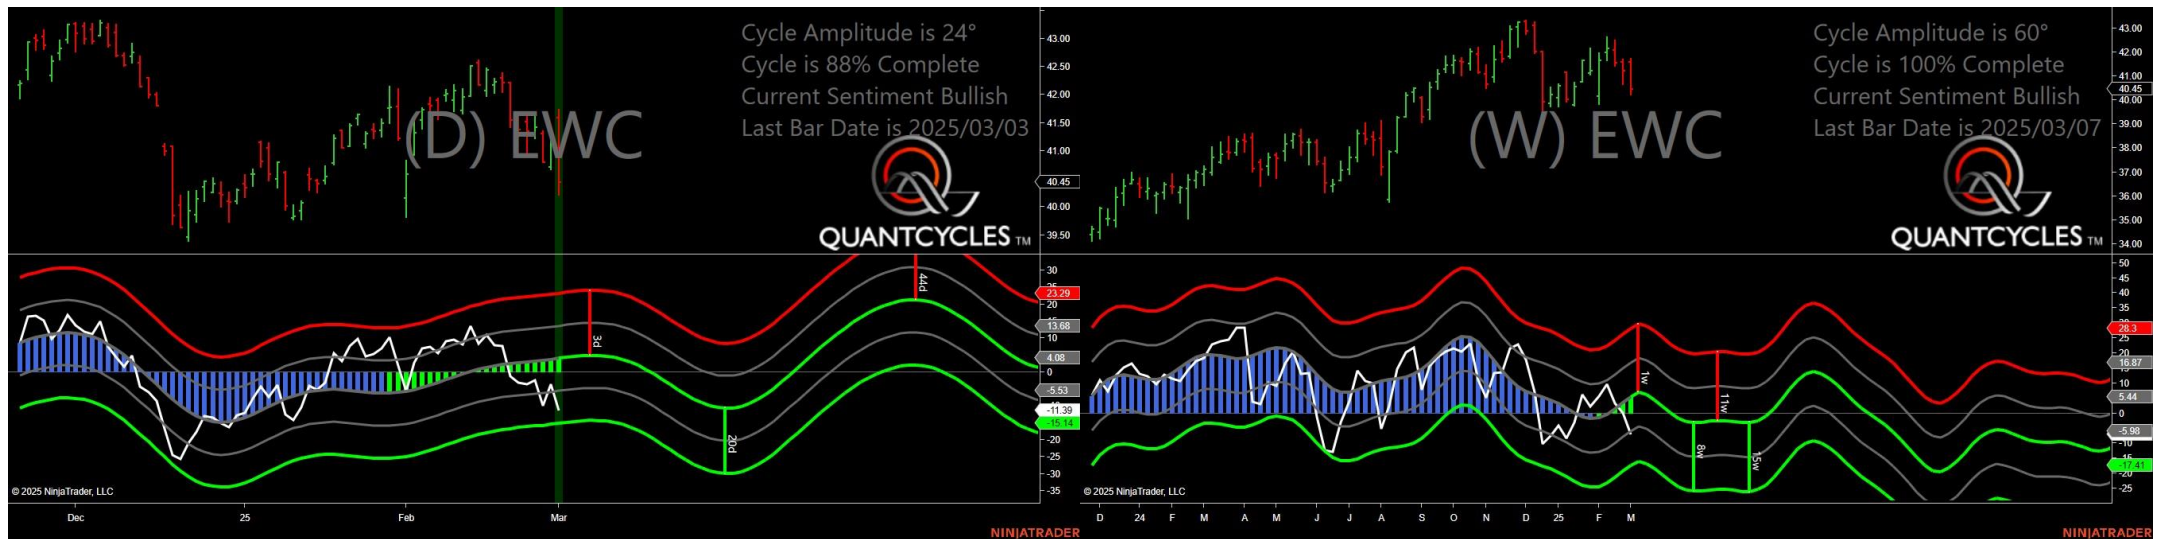 Cycle Amplitude is 24°
Cycle is 88% Complete
Current Sentiment Bullish
Last Bar Date is 2025/03/03
(D) EWC
QUANTCYCLES TM
43.00
42.50
42.00
41.50
41.00
40.45
40.00
39.50
30
23.29
20
13.68
10
4.08
0
-5.53
-11.39
-15.14
-20
-25
-30
-35
3d
20d
44d
© 2025 NinjaTrader, LLC
Dec
25
Feb
Mar
NINJATRADER
Cycle Amplitude is 60°
Cycle is 100% Complete
Current Sentiment Bullish
Last Bar Date is 2025/03/07
(W) EWC
QUANTCYCLES TM
43.00
42.00
41.00
40.45
40.00
39.00
38.00
37.00
36.00
35.00
34.00
50
40
35
28.3
25
20
16.87
10
5.44
0
-5.98
-10
-17.41
-25
1w
11w
8w
15w
© 2025 NinjaTrader, LLC
D 24 F M A M J J A S O N D 25 F M
NINJATRADER